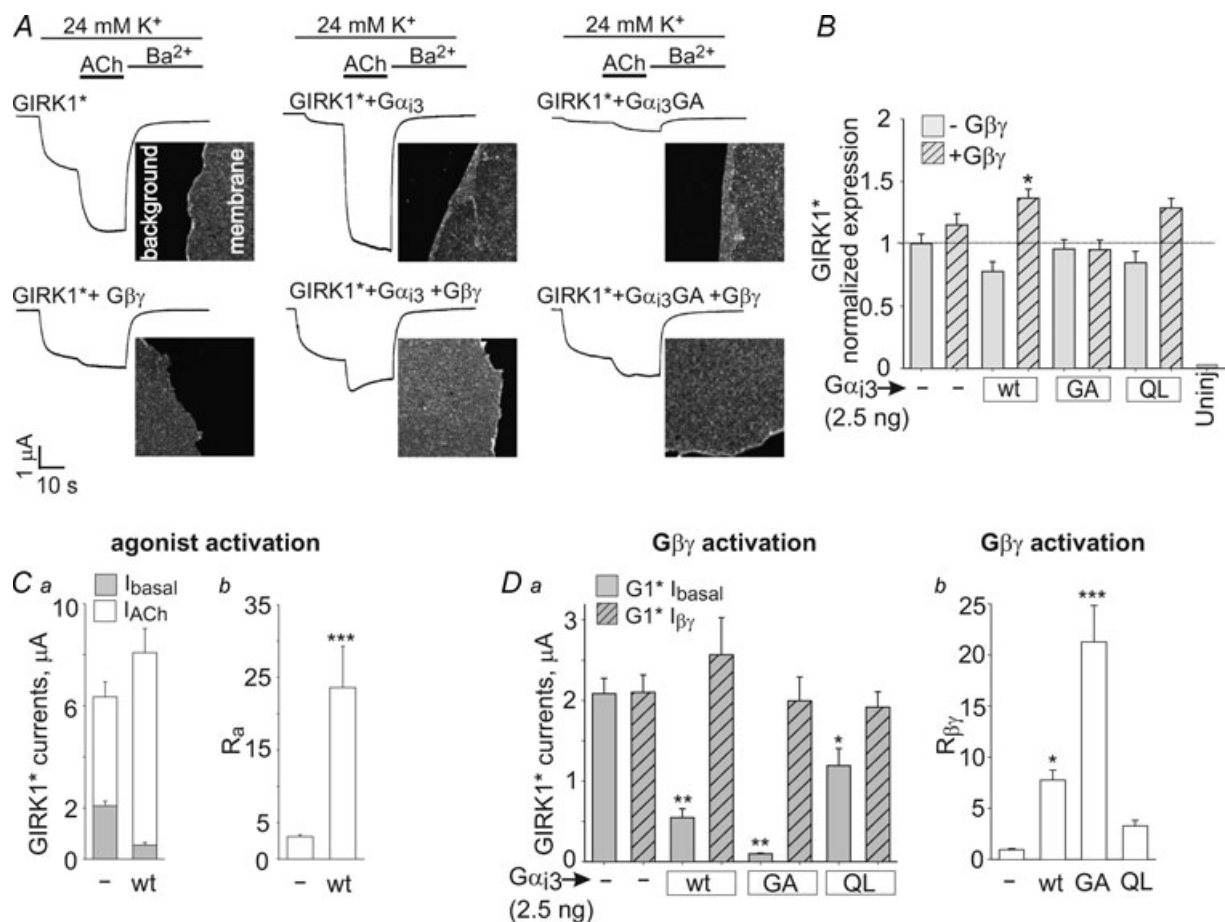 A
24 mM K+
ACh
Ba2+
GIRK1*
background
membrane
24 mM K+
ACh
Ba2+
GIRK1*+Gαi3
24 mM K+
ACh
Ba2+
GIRK1*+Gαi3GA
GIRK1*+ Gβγ
GIRK1*+Gαi3 +Gβγ
GIRK1*+Gαi3GA +Gβγ
1 μA
10 s
B
GIRK1*
normalized expression
2
1.5
1
0.5
0
- Gβγ
+Gβγ
*
Gαi3
(2.5 ng)
– – wt GA QL Uninj
agonist activation
C a
Ibasal
IACh
GIRK1* currents, μA
10
6
2
0
– wt
b
Ra
35
25
15
5
0
***
– wt
Gβγ activation
D a
G1* Ibasal
G1* Iβγ
GIRK1* currents, μA
3
2
1
0
** ** *
Gαi3
(2.5 ng)
– – wt GA QL
Gβγ activation
b
Rβγ
25
20
15
10
5
0
* ***
– wt GA QL